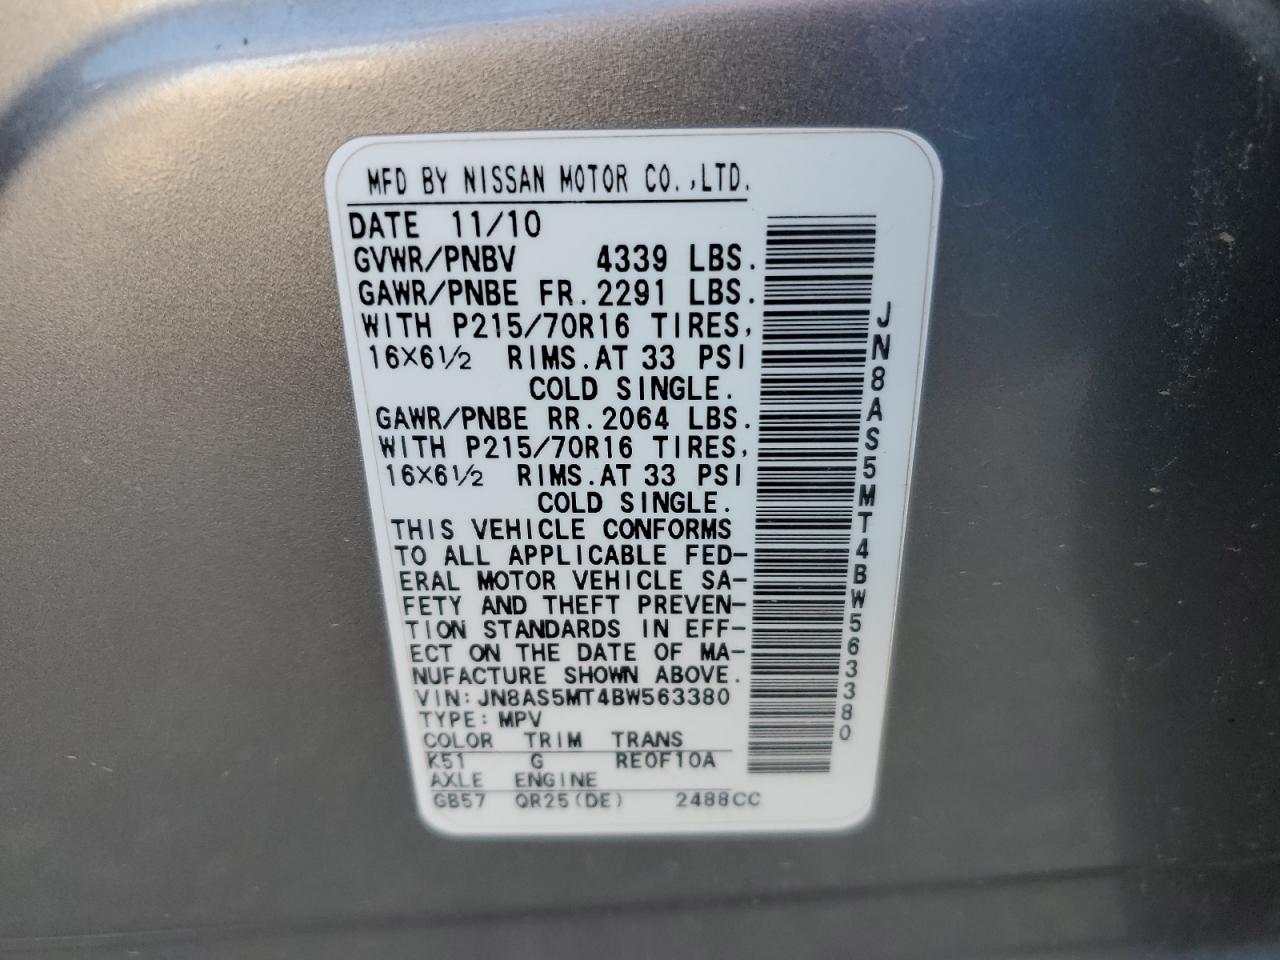 MFD BY NISSAN MOTOR CO.,LTD.
DATE 11/10
GVWR/PNBV 4339 LBS.
GAWR/PNBE FR.2291 LBS.
WITH P215/70R16 TIRES,
16×6½ RIMS.AT 33 PSI
COLD SINGLE.
GAWR/PNBE RR.2064 LBS.
WITH P215/70R16 TIRES,
16×6½ RIMS.AT 33 PSI
COLD SINGLE.
THIS VEHICLE CONFORMS
TO ALL APPLICABLE FED-
ERAL MOTOR VEHICLE SA-
FETY AND THEFT PREVEN-
TION STANDARDS IN EFF-
ECT ON THE DATE OF MA-
NUFACTURE SHOWN ABOVE.
VIN:JN8AS5MT4BW563380
TYPE:MPV
COLOR TRIM TRANS
K51 G RE0F10A
AXLE ENGINE
GB57 QR25(DE) 2488CC
JN8AS5MT4BW563380